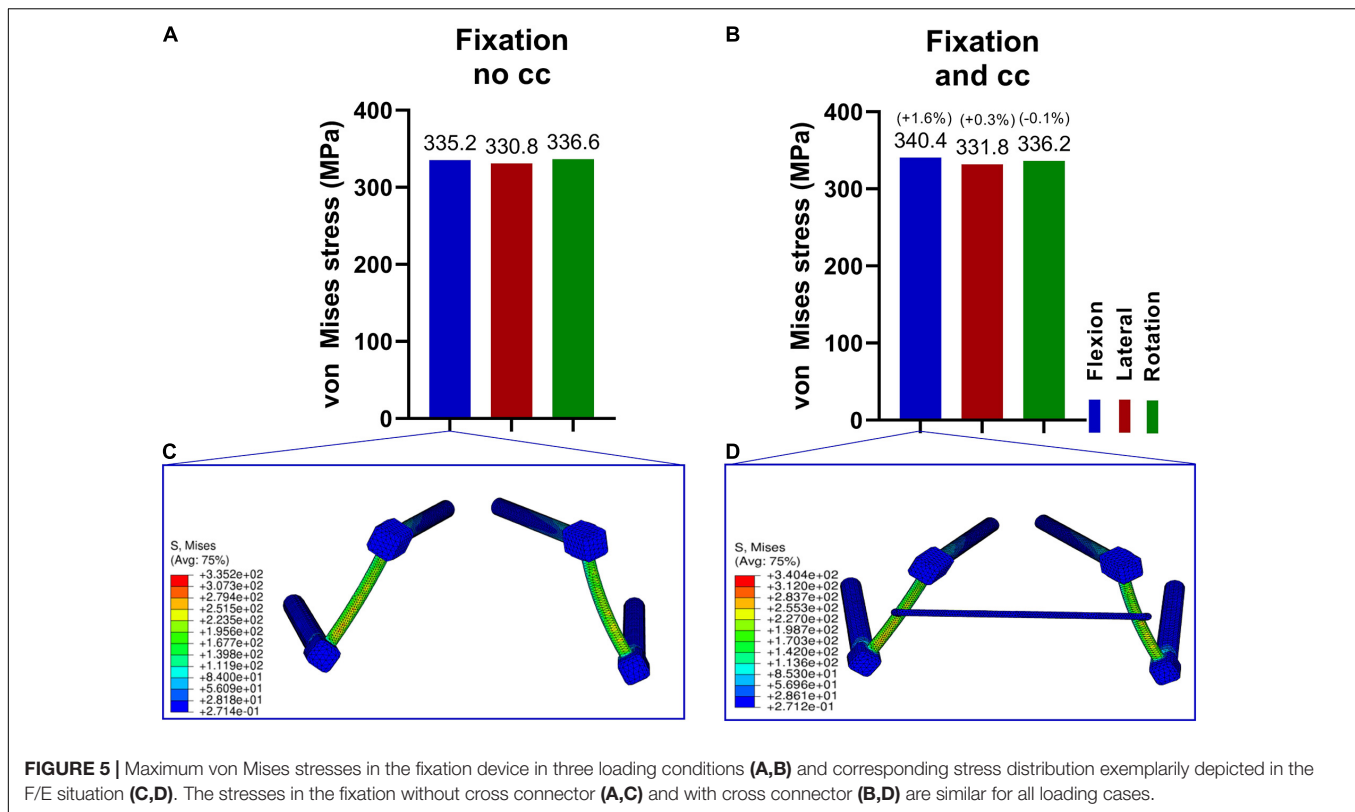 A
Fixation
no cc
von Mises stress (MPa)
400
300
200
100
0
335.2
330.8
336.6
B
Fixation
and cc
von Mises stress (MPa)
400
300
200
100
0
(+1.6%)
(+0.3%)
(-0.1%)
340.4
331.8
336.2
Flexion
Lateral
Rotation
C
S, Mises
(Avg: 75%)
+3.352e+02
+3.073e+02
+2.794e+02
+2.515e+02
+2.235e+02
+1.956e+02
+1.677e+02
+1.398e+02
+1.119e+02
+8.400e+01
+5.609e+01
+2.818e+01
+2.714e-01
D
S, Mises
(Avg: 75%)
+3.404e+02
+3.120e+02
+2.837e+02
+2.553e+02
+2.270e+02
+1.987e+02
+1.703e+02
+1.420e+02
+1.136e+02
+8.530e+01
+5.696e+01
+2.861e+01
+2.712e-01
FIGURE 5 | Maximum von Mises stresses in the fixation device in three loading conditions (A,B) and corresponding stress distribution exemplarily depicted in the
F/E situation (C,D). The stresses in the fixation without cross connector (A,C) and with cross connector (B,D) are similar for all loading cases.